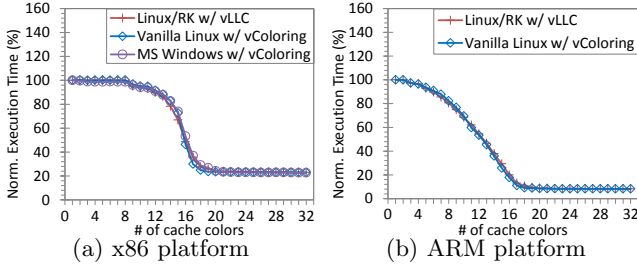 Norm. Execution Time (%)
160
140
120
100
80
60
40
20
0
Linux/RK w/ vLLC
Vanilla Linux w/ vColoring
MS Windows w/ vColoring
0 4 8 12 16 20 24 28 32
# of cache colors
(a) x86 platform
Norm. Execution Time (%)
160
140
120
100
80
60
40
20
0
Linux/RK w/ vLLC
Vanilla Linux w/ vColoring
0 4 8 12 16 20 24 28 32
# of cache colors
(b) ARM platform